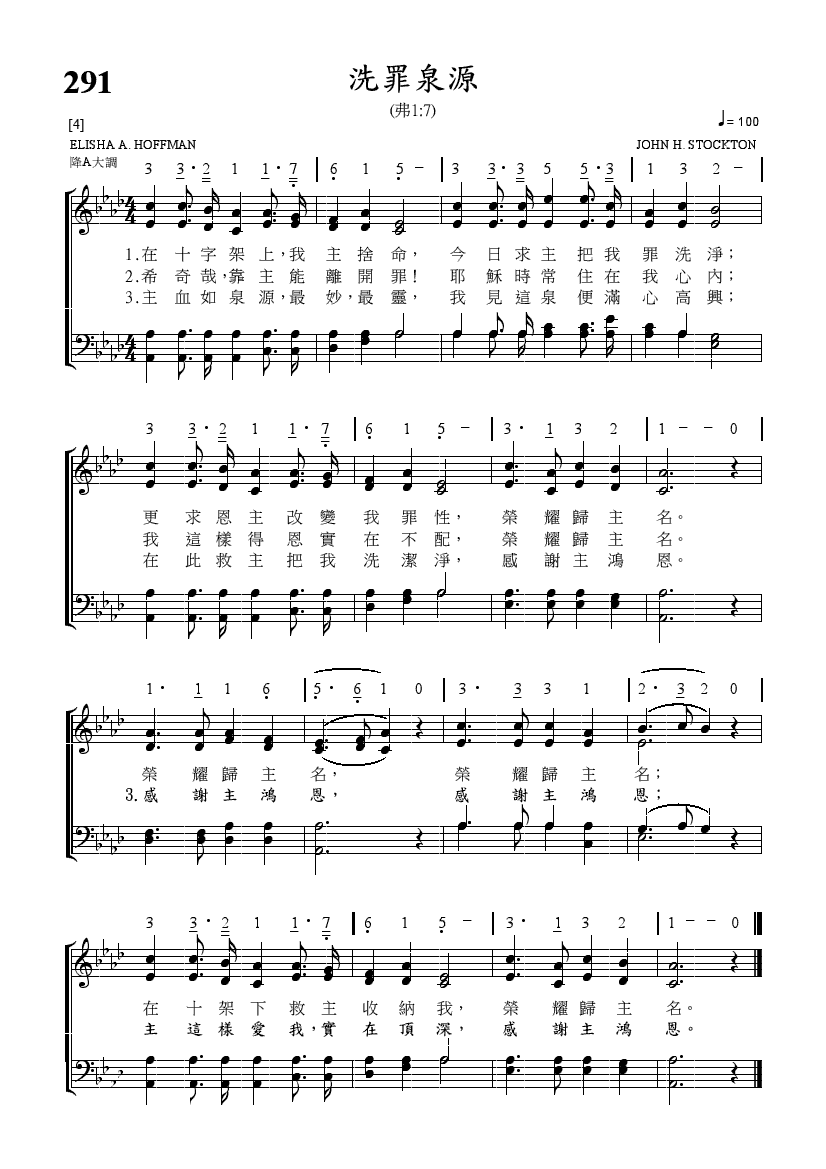 291
洗罪泉源
(弗1:7)
[4]
♩= 100
ELISHA A. HOFFMAN
JOHN H. STOCKTON
降A大調
3 3· 2 1 1· 7 | 6 1 5 – | 3 3· 3 5 5· 3 | 1 3 2 – |
1.在十字架上，我主捨命，今日求主把我罪洗淨；
2.希奇哉，靠主能離開罪！耶穌時常住在我心內；
3.主血如泉源，最妙，最靈，我見這泉便滿心高興；
3 3· 2 1 1· 7 | 6 1 5 – | 3· 1 3 2 | 1 – – 0 |
更求恩主改變我罪性，榮耀歸主名。
我這樣得恩實在不配，榮耀歸主名。
在此救主把我洗潔淨，感謝主鴻恩。
1· 1 1 6 | 5· 6 1 0 | 3· 3 3 1 | 2· 3 2 0 |
榮耀歸主名，榮耀歸主名；
3.感謝主鴻恩，感謝主鴻恩；
3 3· 2 1 1· 7 | 6 1 5 – | 3· 1 3 2 | 1 – – 0
在十架下救主收納我，榮耀歸主名。
主這樣愛我，實在頂深，感謝主鴻恩。